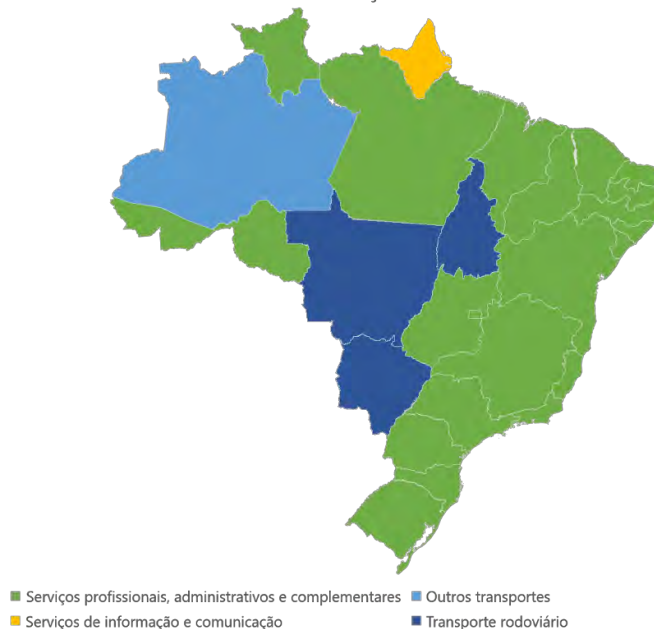 Serviços profissionais, administrativos e complementares
Outros transportes
Serviços de informação e comunicação
Transporte rodoviário